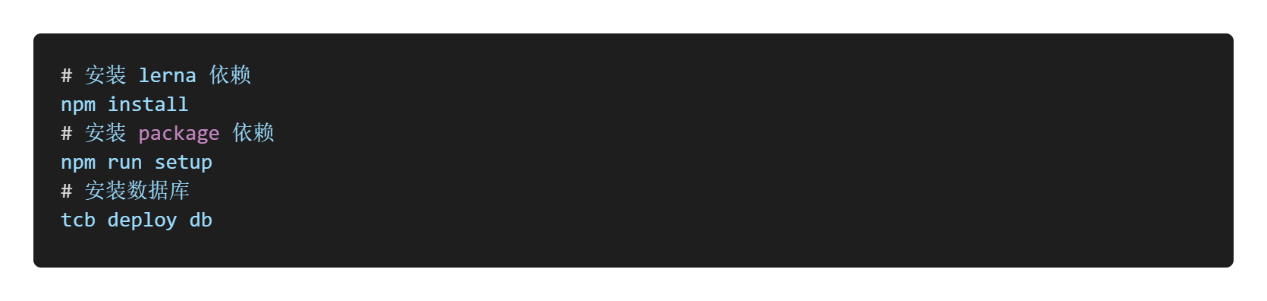 # 安装 lerna 依赖
npm install
# 安装 package 依赖
npm run setup
# 安装数据库
tcb deploy db